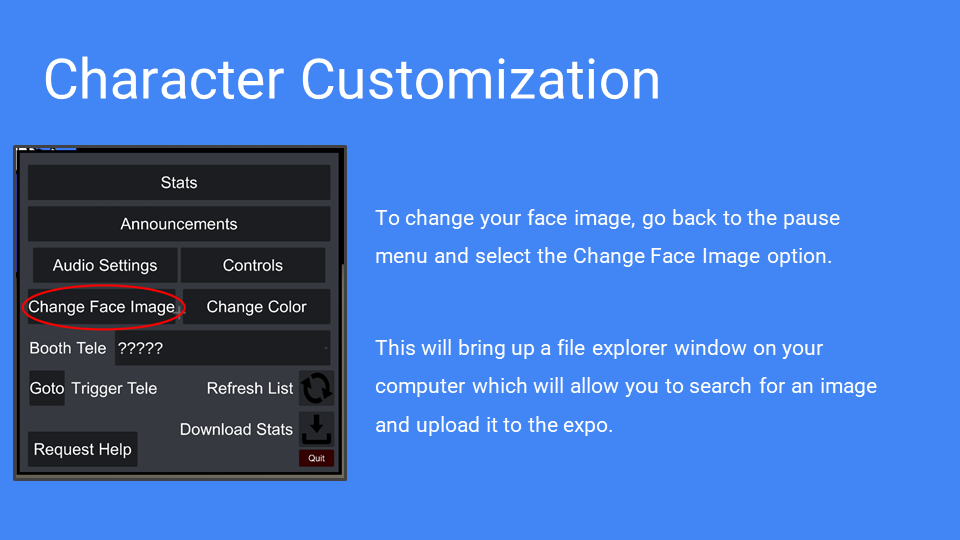 Character Customization
Stats
Announcements
Audio Settings Controls
Change Face Image Change Color
Booth Tele ?????
Goto Trigger Tele Refresh List
Download Stats
Request Help
Quit
To change your face image, go back to the pause
menu and select the Change Face Image option.
This will bring up a file explorer window on your
computer which will allow you to search for an image
and upload it to the expo.